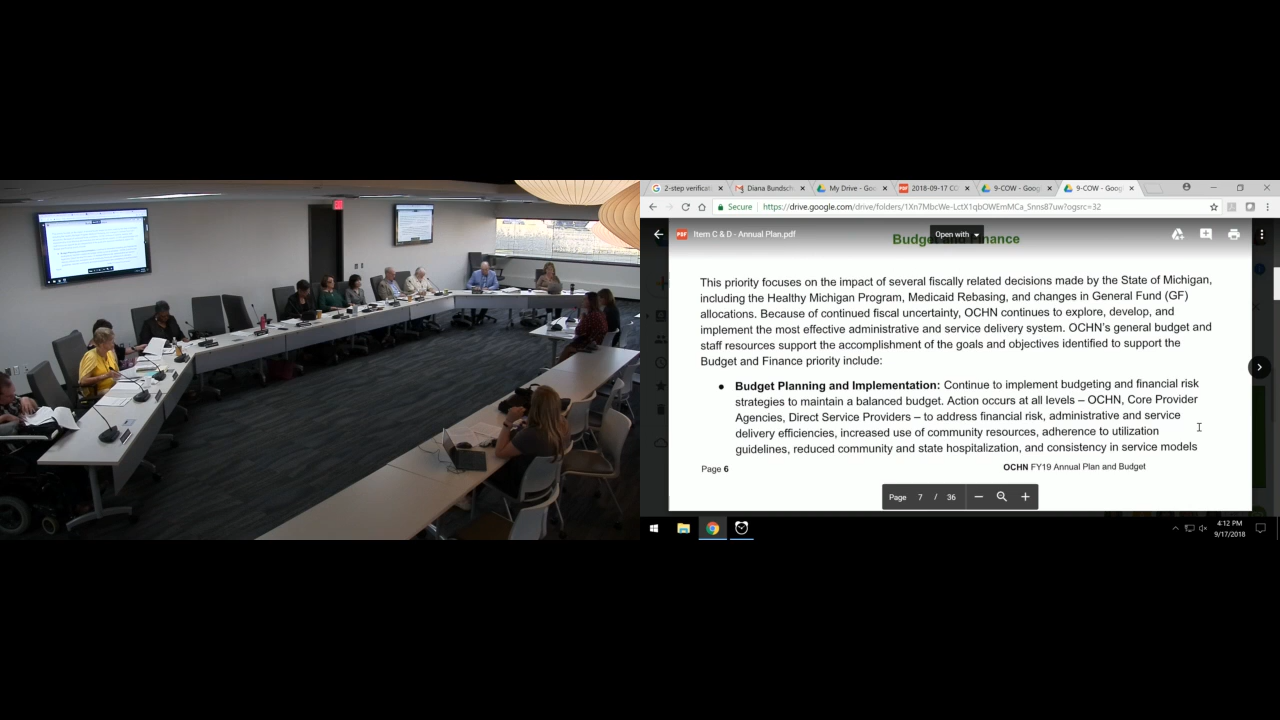 2-step verificat
Diana Bundsch
My Drive - Goo
2018-09-17 CO
9-COW - Googl
9-COW - Googl
Secure
https://drive.google.com/drive/folders/1Xn7MbcWe-LctX1qbOWEmMCa_Snns87uw?ogsrc=32
Item C & D - Annual Plan.pdf
Open with
Budget and Finance
This priority focuses on the impact of several fiscally related decisions made by the State of Michigan,
including the Healthy Michigan Program, Medicaid Rebasing, and changes in General Fund (GF)
allocations. Because of continued fiscal uncertainty, OCHN continues to explore, develop, and
implement the most effective administrative and service delivery system. OCHN's general budget and
staff resources support the accomplishment of the goals and objectives identified to support the
Budget and Finance priority include:
● Budget Planning and Implementation: Continue to implement budgeting and financial risk
strategies to maintain a balanced budget. Action occurs at all levels – OCHN, Core Provider
Agencies, Direct Service Providers – to address financial risk, administrative and service
delivery efficiencies, increased use of community resources, adherence to utilization
guidelines, reduced community and state hospitalization, and consistency in service models
Page 6
OCHN FY19 Annual Plan and Budget
Page 7 / 36
4:12 PM
9/17/2018